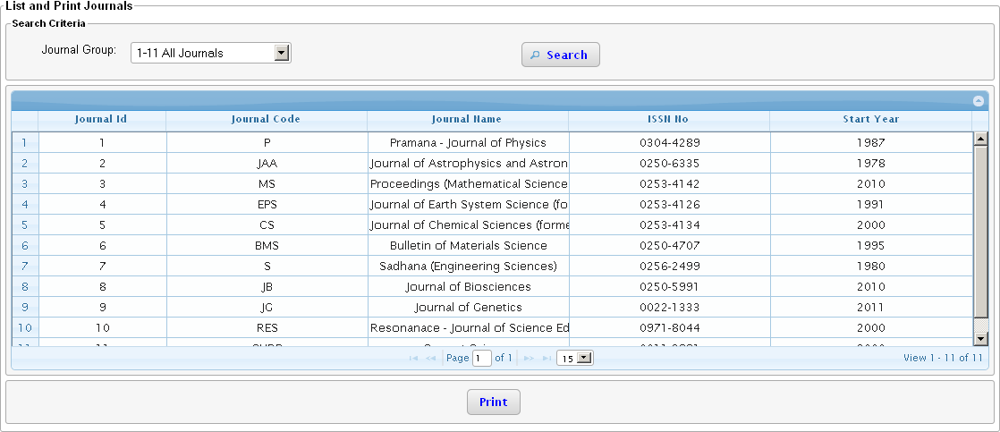 List and Print Journals
Search Criteria
Journal Group: 1-11 All Journals Search
Journal Id Journal Code Journal Name ISSN No Start Year
1 1 P Pramana - Journal of Physics 0304-4289 1987
2 2 JAA Journal of Astrophysics and Astron 0250-6335 1978
3 3 MS Proceedings (Mathematical Science 0253-4142 2010
4 4 EPS Journal of Earth System Science (fo 0253-4126 1991
5 5 CS Journal of Chemical Sciences (forme 0253-4134 2000
6 6 BMS Bulletin of Materials Science 0250-4707 1995
7 7 S Sadhana (Engineering Sciences) 0256-2499 1980
8 8 JB Journal of Biosciences 0250-5991 2010
9 9 JG Journal of Genetics 0022-1333 2011
10 10 RES Resonanace - Journal of Science Ed 0971-8044 2000
Page 1 of 1 15 View 1 - 11 of 11
Print